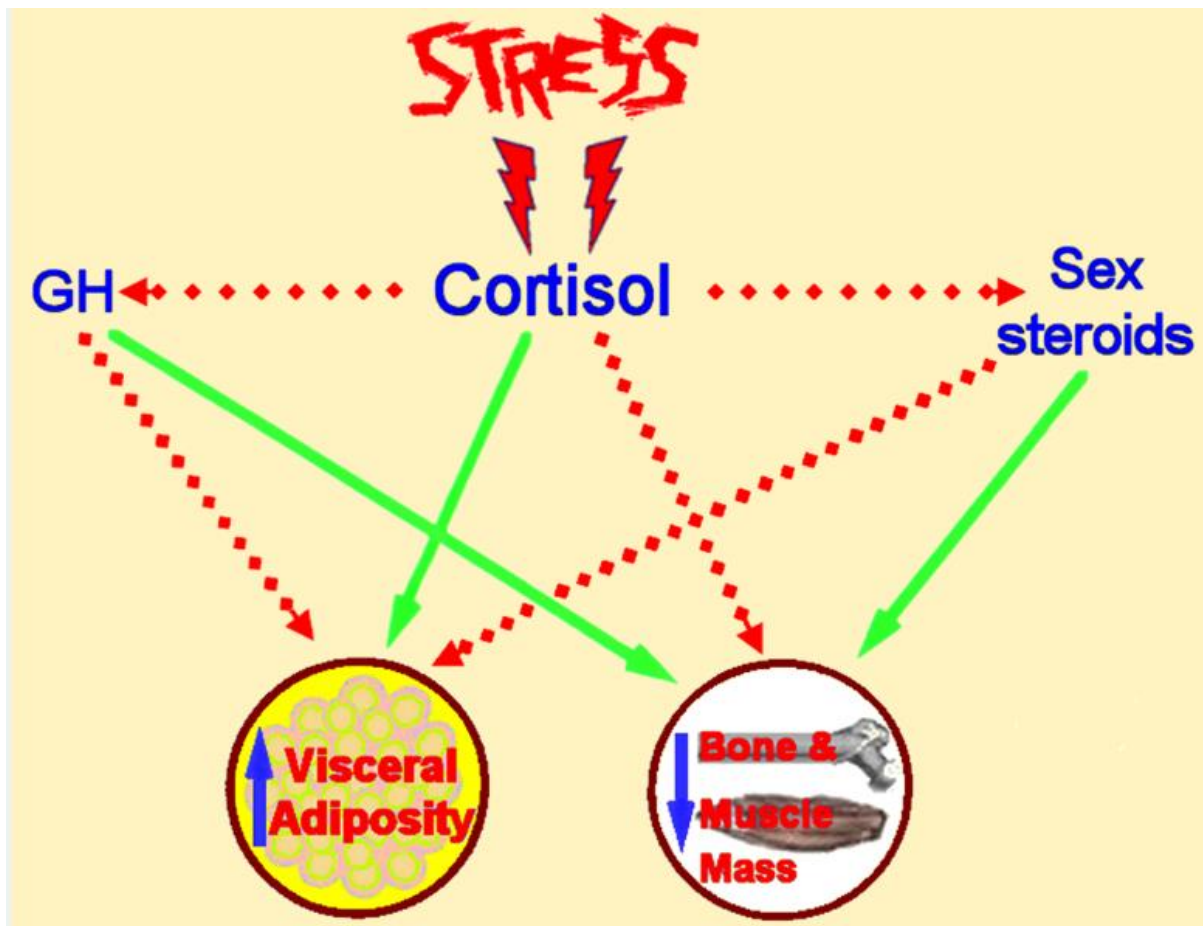 STRESS
GH
Cortisol
Sex
steroids
Visceral
Adiposity
Bone &
Muscle
Mass